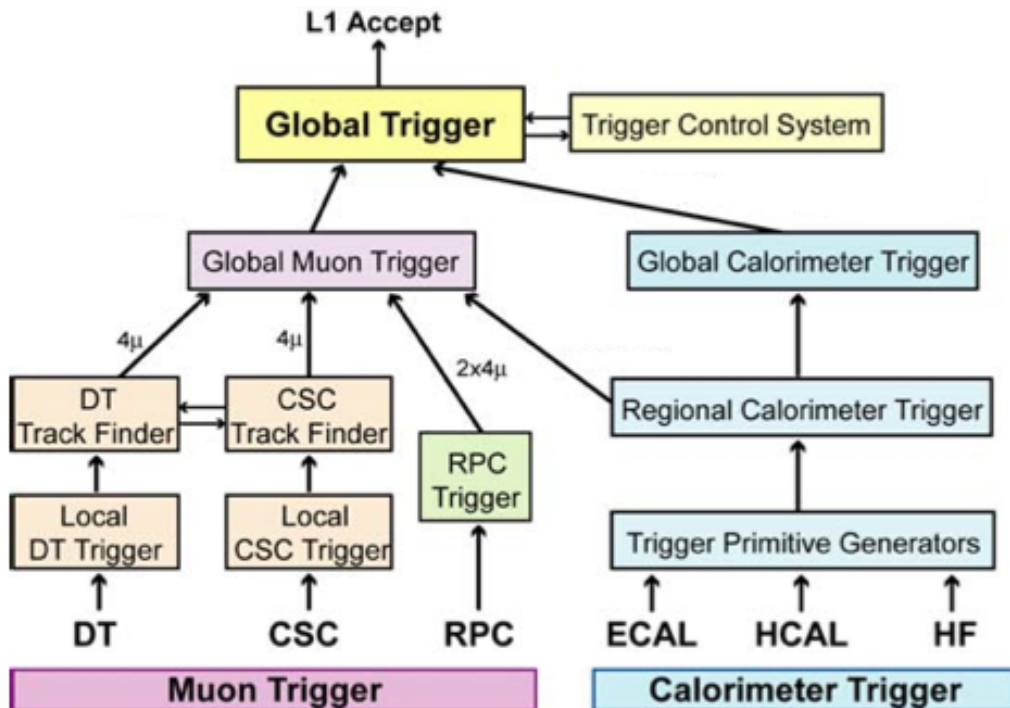 L1 Accept
Global Trigger
Trigger Control System
Global Muon Trigger
Global Calorimeter Trigger
4μ
4μ
2x4μ
DT
Track Finder
CSC
Track Finder
Regional Calorimeter Trigger
RPC
Trigger
Local
DT Trigger
Local
CSC Trigger
Trigger Primitive Generators
DT
CSC
RPC
ECAL
HCAL
HF
Muon Trigger
Calorimeter Trigger